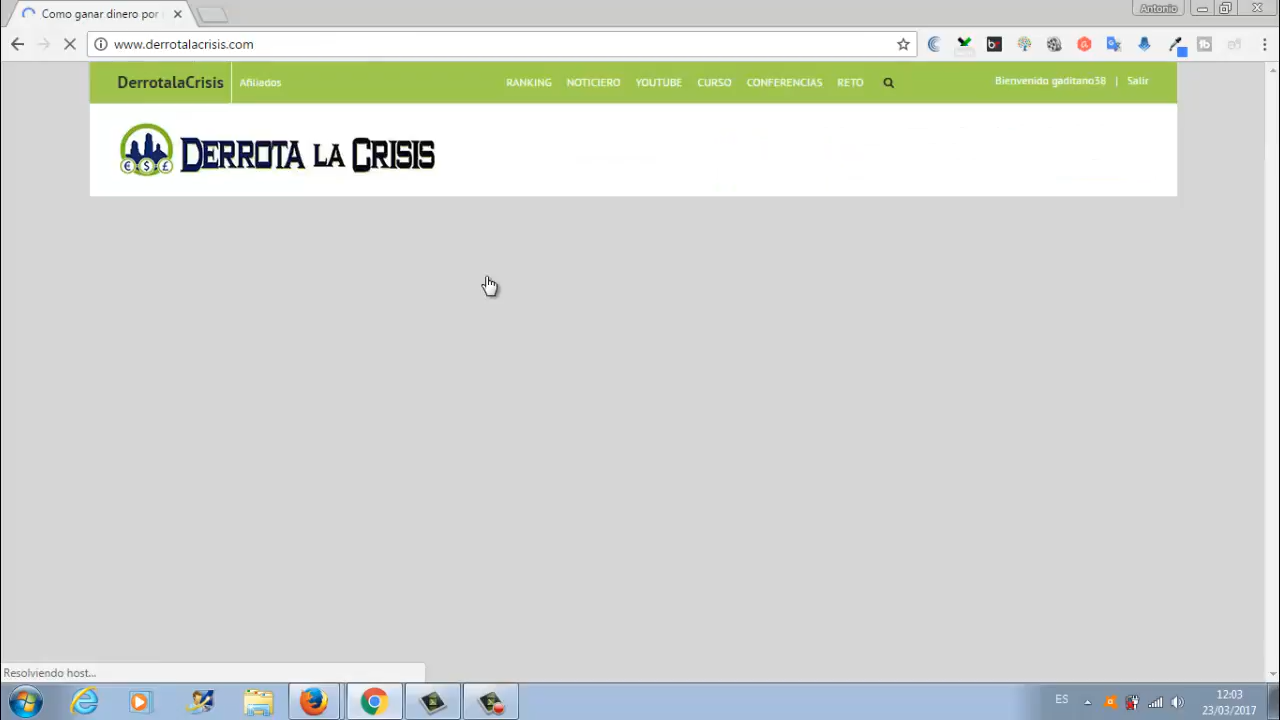 Como ganar dinero por
Antonio
www.derrotalacrisis.com
DerrotalaCrisis Afiliados RANKING NOTICIERO YOUTUBE CURSO CONFERENCIAS RETO Bienvenido gaditano38 | Salir
€ $ £ DERROTA LA CRISIS
Resolviendo host...
ES 12:03
23/03/2017